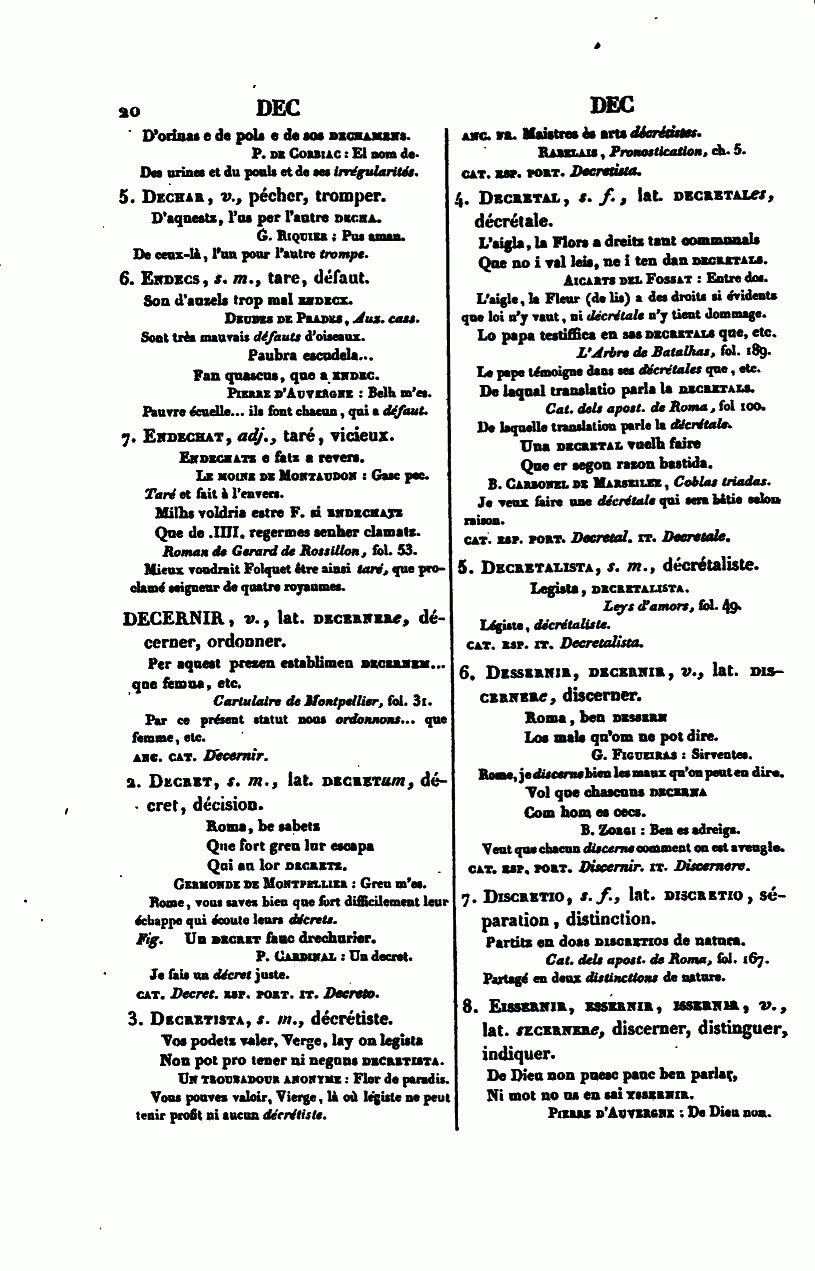 20 DEC
D'orinas e de pols e de sos DECHAMENS.
P. DE CORBIAC : El nom de.
Des urines et du pouls et de ses irrégularités.
5. DECHAR, v., pécher, tromper.
D'aquestz, l'us per l'autre DECHA.
G. RIQUIER : Pus aman.
De ceux-là, l'un pour l'autre trompe.
6. ENDECS, s. m., tare, défaut.
Son d'auzels trop mal ENDECX.
DEUDES DE PRADES, Aus. cass.
Sont très mauvais défauts d'oiseaux.
Paubra escudela...
Fan quascus, que a ENDEC.
PIERRE D'AUVERGNE : Belh m'es.
Pauvre écuelle... ils font chacun, qui a défaut.
7. ENDECHAT, adj., taré, vicieux.
ENDECHATZ e fatz a revers.
LE MOINE DE MONTAUDON : Gasc pec.
Taré et fait à l'envers.
Milhs voldria estre F. si ENDECHATZ
Que de .IIII. regermes senher clamatz.
Roman de Gerard de Rossillon, fol. 53.
Mieux voudrait Folquet être ainsi taré, que pro-
clamé seigneur de quatre royaumes.
DECERNIR, v., lat. DECERNERe, dé-
cerner, ordonner.
Per aquest prezen establimen DECERNEM...
que femna, etc.
Cartulaire de Montpellier, fol. 31.
Par ce présent statut nous ordonnons... que
femme, etc.
ANC. CAT. Decernir.
2. DECRET, s. m., lat. DECRETum, dé-
cret, décision.
Roma, be sabetz
Que fort greu lur escapa
Qui au lor DECRETZ.
GERMONDE DE MONTPELLIER : Greu m'es.
Rome, vous savez bien que fort difficilement leur
échappe qui écoute leurs décrets.
Fig. Un DECRET fauc drechurier.
P. CARDINAL : Un decret.
Je fais un décret juste.
CAT. Decret. ESP. PORT. IT. Decreto.
3. DECRETISTA, s. m., décrétiste.
Vos podetz valer, Verge, lay on legista
Non pot pro tener ni neguns DECRETISTA.
UN TROUBADOUR ANONYME : Flor de paradis.
Vous pouvez valoir, Vierge, là où légiste ne peut
tenir profit ni aucun décrétiste.
DEC
ANC. FR. Maistres ès arts décrétistes.
RABELAIS, Pronostication, ch. 5.
CAT. ESP. PORT. Decretista.
4. DECRETAL, s. f., lat. DECRETALes,
décrétale.
L'aigla, la Flors a dreitz tant communals
Que no i val leis, ne i ten dan DECRETALS.
AICARTS DEL FOSSAT : Entre dos.
L'aigle, la Fleur (de lis) a des droits si évidents
que loi n'y vaut, ni décrétale n'y tient dommage.
Lo papa testiffica en sas DECRETALS que, etc.
L'Arbre de Batalhas, fol. 189.
Le pape témoigne dans ses décrétales que, etc.
De laqual translatio parla la DECRETALS.
Cat. dels apost. de Roma, fol 100.
De laquelle translation parle la décrétale.
Una DECRETAL vuelh faire
Que er segon razon bastida.
B. CARBONEL DE MARSEILLE, Coblas triadas.
Je veux faire une décrétale qui sera bâtie selon
raison.
CAT. ESP. PORT. Decretal. IT. Decretale.
5. DECRETALISTA, s. m., décrétaliste.
Legista, DECRETALISTA.
Leys d'amors, fol. 49.
Légiste, décrétaliste.
CAT. ESP. IT. Decretalista.
6. DESSERNIR, DECERNIR, v., lat. DIS-
CERNERe, discerner.
Roma, ben DESSERN
Los mals qu'om ne pot dire.
G. FIGUEIRAS : Sirventes.
Rome, je discerne bien les maux qu'on peut en dire.
Vol que chascuns DECERNA
Com hom es oecs.
B. ZORGI : Ben es adreigs.
Veut que chacun discerne comment on est aveugle.
CAT. ESP. PORT. Discernir. IT. Discernere.
7. DISCRETIO, s. f., lat. DISCRETIO, sé-
paration, distinction.
Partitz en doas DISCRETIOS de natura.
Cat. dels apost. de Roma, fol. 167.
Partagé en deux distinctions de nature.
8. EISSERNIR, ESSERNIR, ISSERNIR, v.,
lat. SECERNERe, discerner, distinguer,
indiquer.
De Dieu non puesc pauc ben parlar,
Ni mot no us en sai YSSERNIR.
PIERRE D'AUVERGNE : De Dieu non.